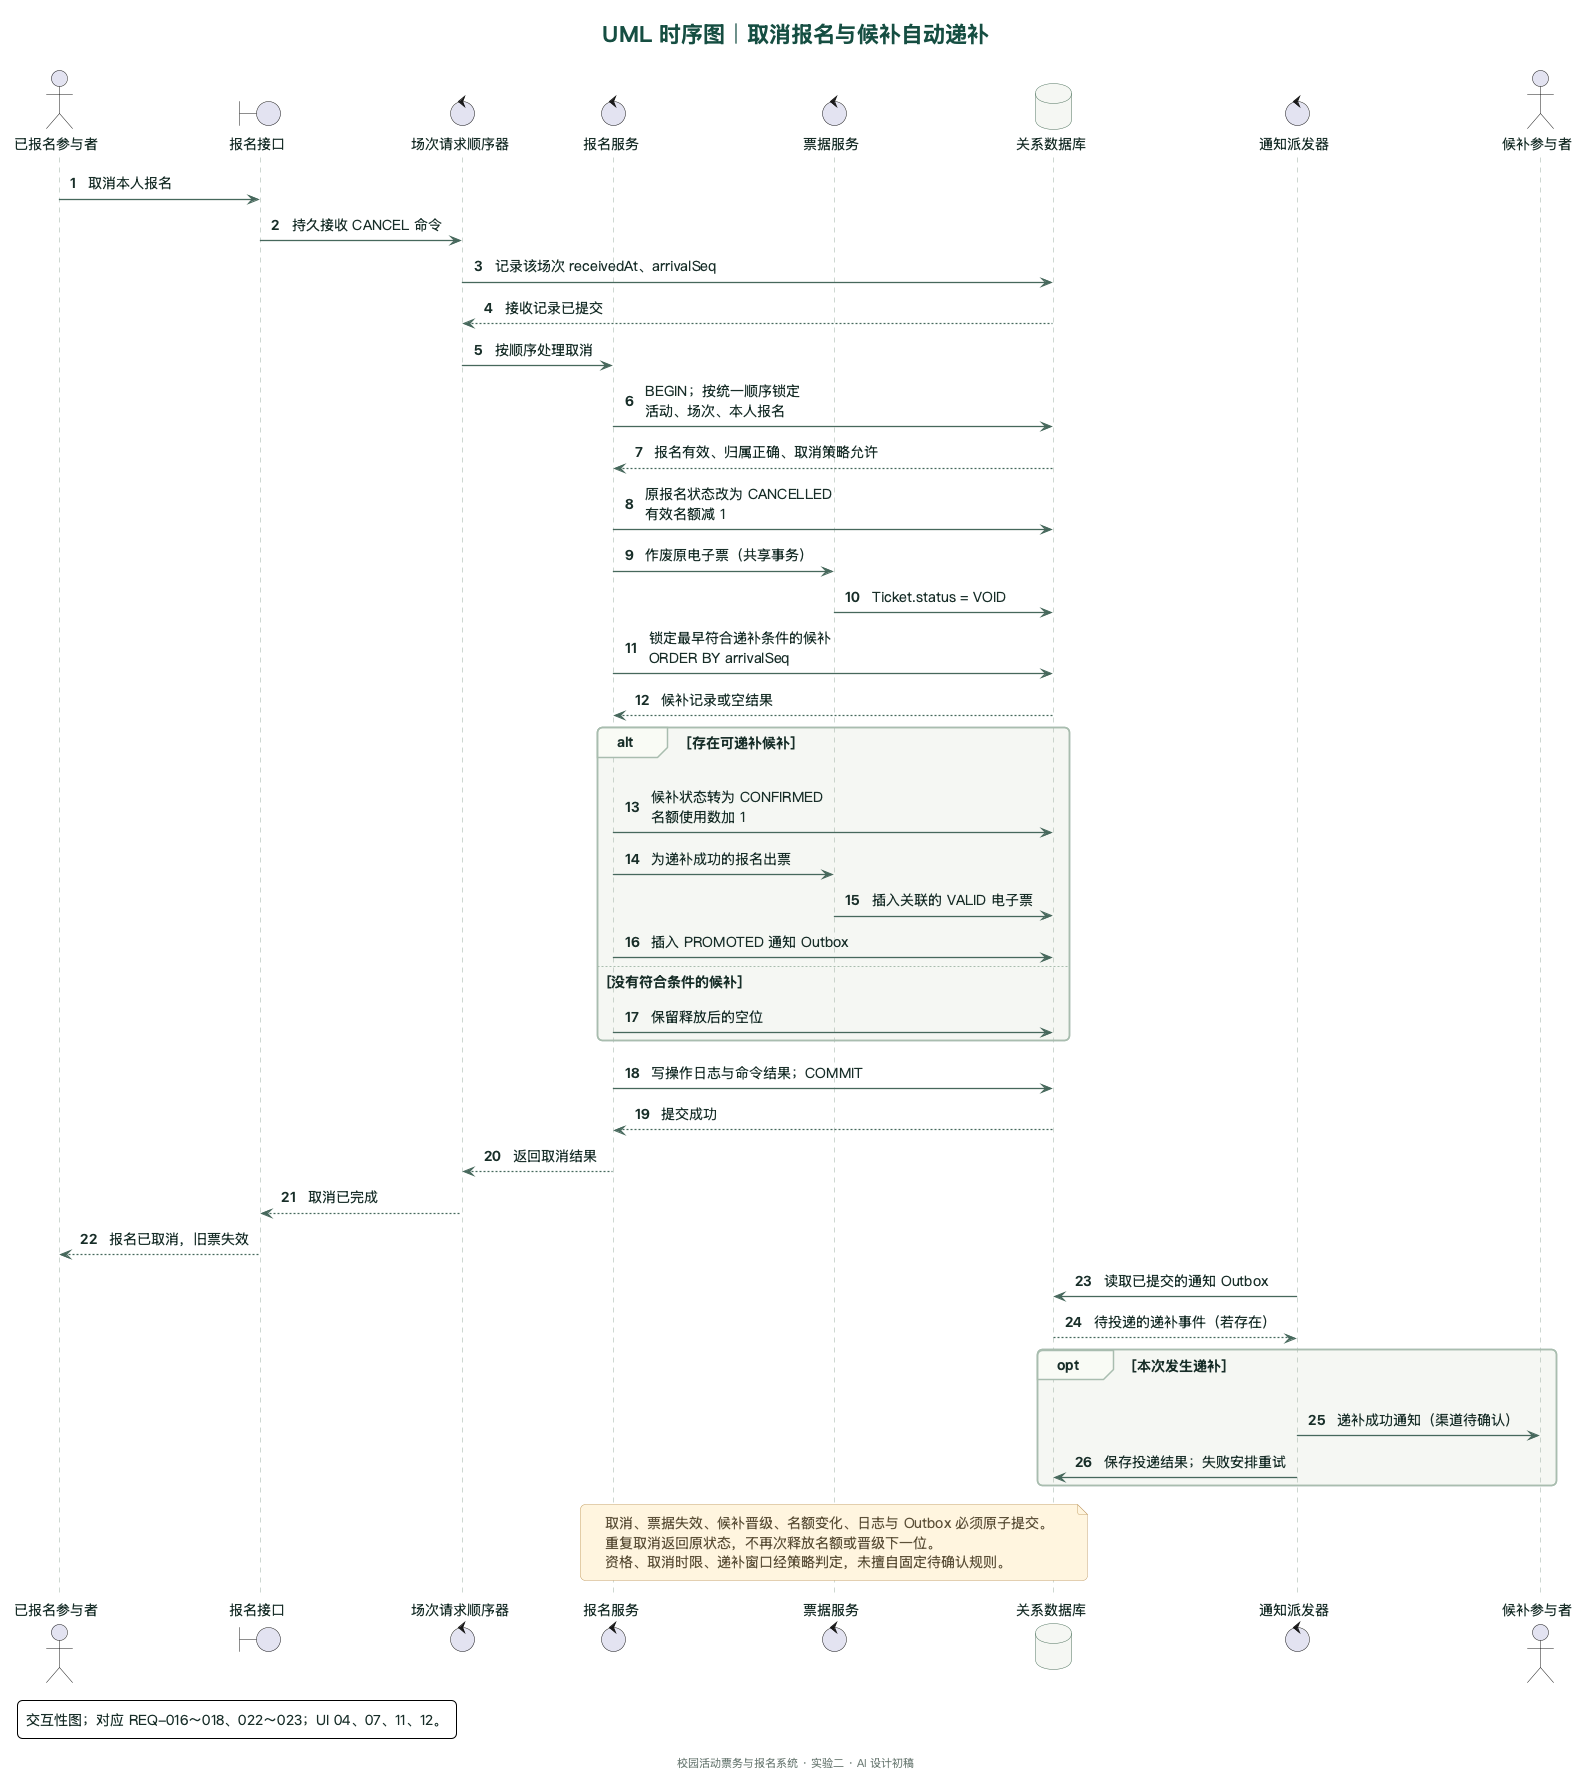 UML 时序图｜取消报名与候补自动递补
已报名参与者
报名接口
场次请求顺序器
报名服务
票据服务
关系数据库
通知派发器
候补参与者
1 取消本人报名
2 持久接收 CANCEL 命令
3 记录该场次 receivedAt、arrivalSeq
4 接收记录已提交
5 按顺序处理取消
6 BEGIN；按统一顺序锁定
活动、场次、本人报名
7 报名有效、归属正确、取消策略允许
8 原报名状态改为 CANCELLED
有效名额减 1
9 作废原电子票（共享事务）
10 Ticket.status = VOID
11 锁定最早符合递补条件的候补
ORDER BY arrivalSeq
12 候补记录或空结果
alt [存在可递补候补]
13 候补状态转为 CONFIRMED
名额使用数加 1
14 为递补成功的报名出票
15 插入关联的 VALID 电子票
16 插入 PROMOTED 通知 Outbox
[没有符合条件的候补]
17 保留释放后的空位
18 写操作日志与命令结果；COMMIT
19 提交成功
20 返回取消结果
21 取消已完成
22 报名已取消，旧票失效
23 读取已提交的通知 Outbox
24 待投递的递补事件（若存在）
opt [本次发生递补]
25 递补成功通知（渠道待确认）
26 保存投递结果；失败安排重试
取消、票据失效、候补晋级、名额变化、日志与 Outbox 必须原子提交。
重复取消返回原状态，不再次释放名额或晋级下一位。
资格、取消时限、递补窗口经策略判定，未擅自固定待确认规则。
已报名参与者
报名接口
场次请求顺序器
报名服务
票据服务
关系数据库
通知派发器
候补参与者
交互性图；对应 REQ-016～018、022～023；UI 04、07、11、12。
校园活动票务与报名系统 · 实验二 · AI 设计初稿